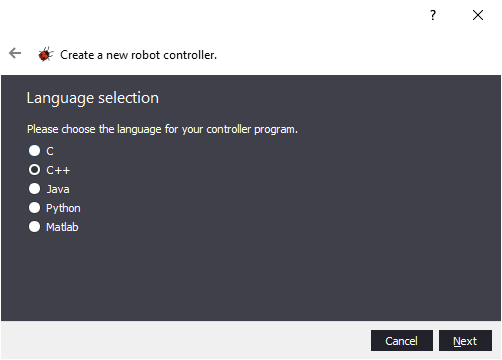 ?
Create a new robot controller.
Language selection
Please choose the language for your controller program.
C
C++
Java
Python
Matlab
Cancel Next